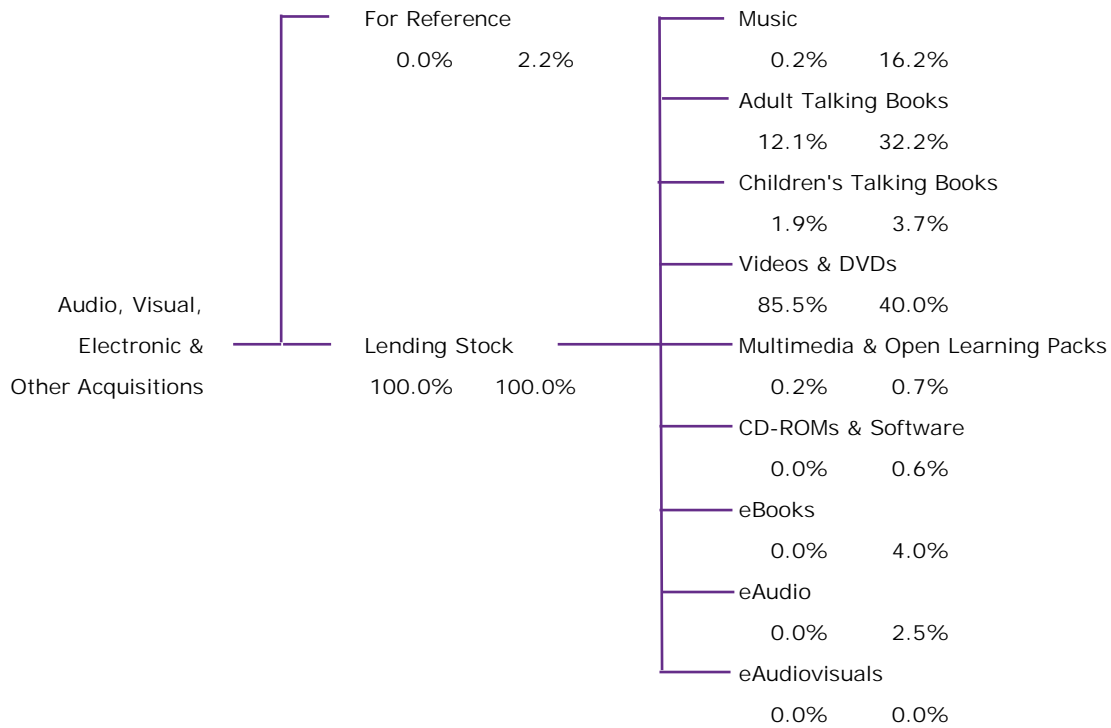 For Reference
0.0% 2.2%
Music
0.2% 16.2%
Adult Talking Books
12.1% 32.2%
Children's Talking Books
1.9% 3.7%
Videos & DVDs
85.5% 40.0%
Audio, Visual,
Electronic &
Other Acquisitions
Lending Stock
100.0% 100.0%
Multimedia & Open Learning Packs
0.2% 0.7%
CD-ROMs & Software
0.0% 0.6%
eBooks
0.0% 4.0%
eAudio
0.0% 2.5%
eAudiovisuals
0.0% 0.0%